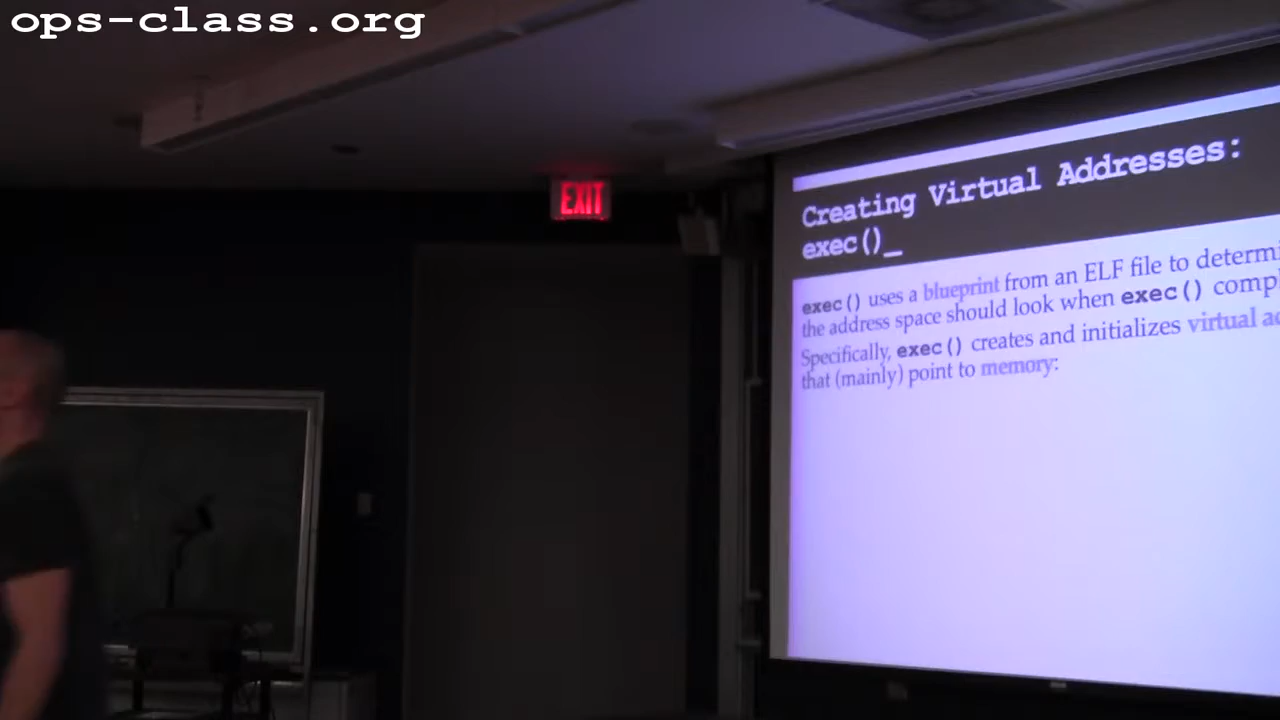 ops-class.org
EXIT
Creating Virtual Addresses:
exec()_
exec() uses a blueprint from an ELF file to determi
the address space should look when exec() compl
Specifically, exec() creates and initializes virtual ad
that (mainly) point to memory: